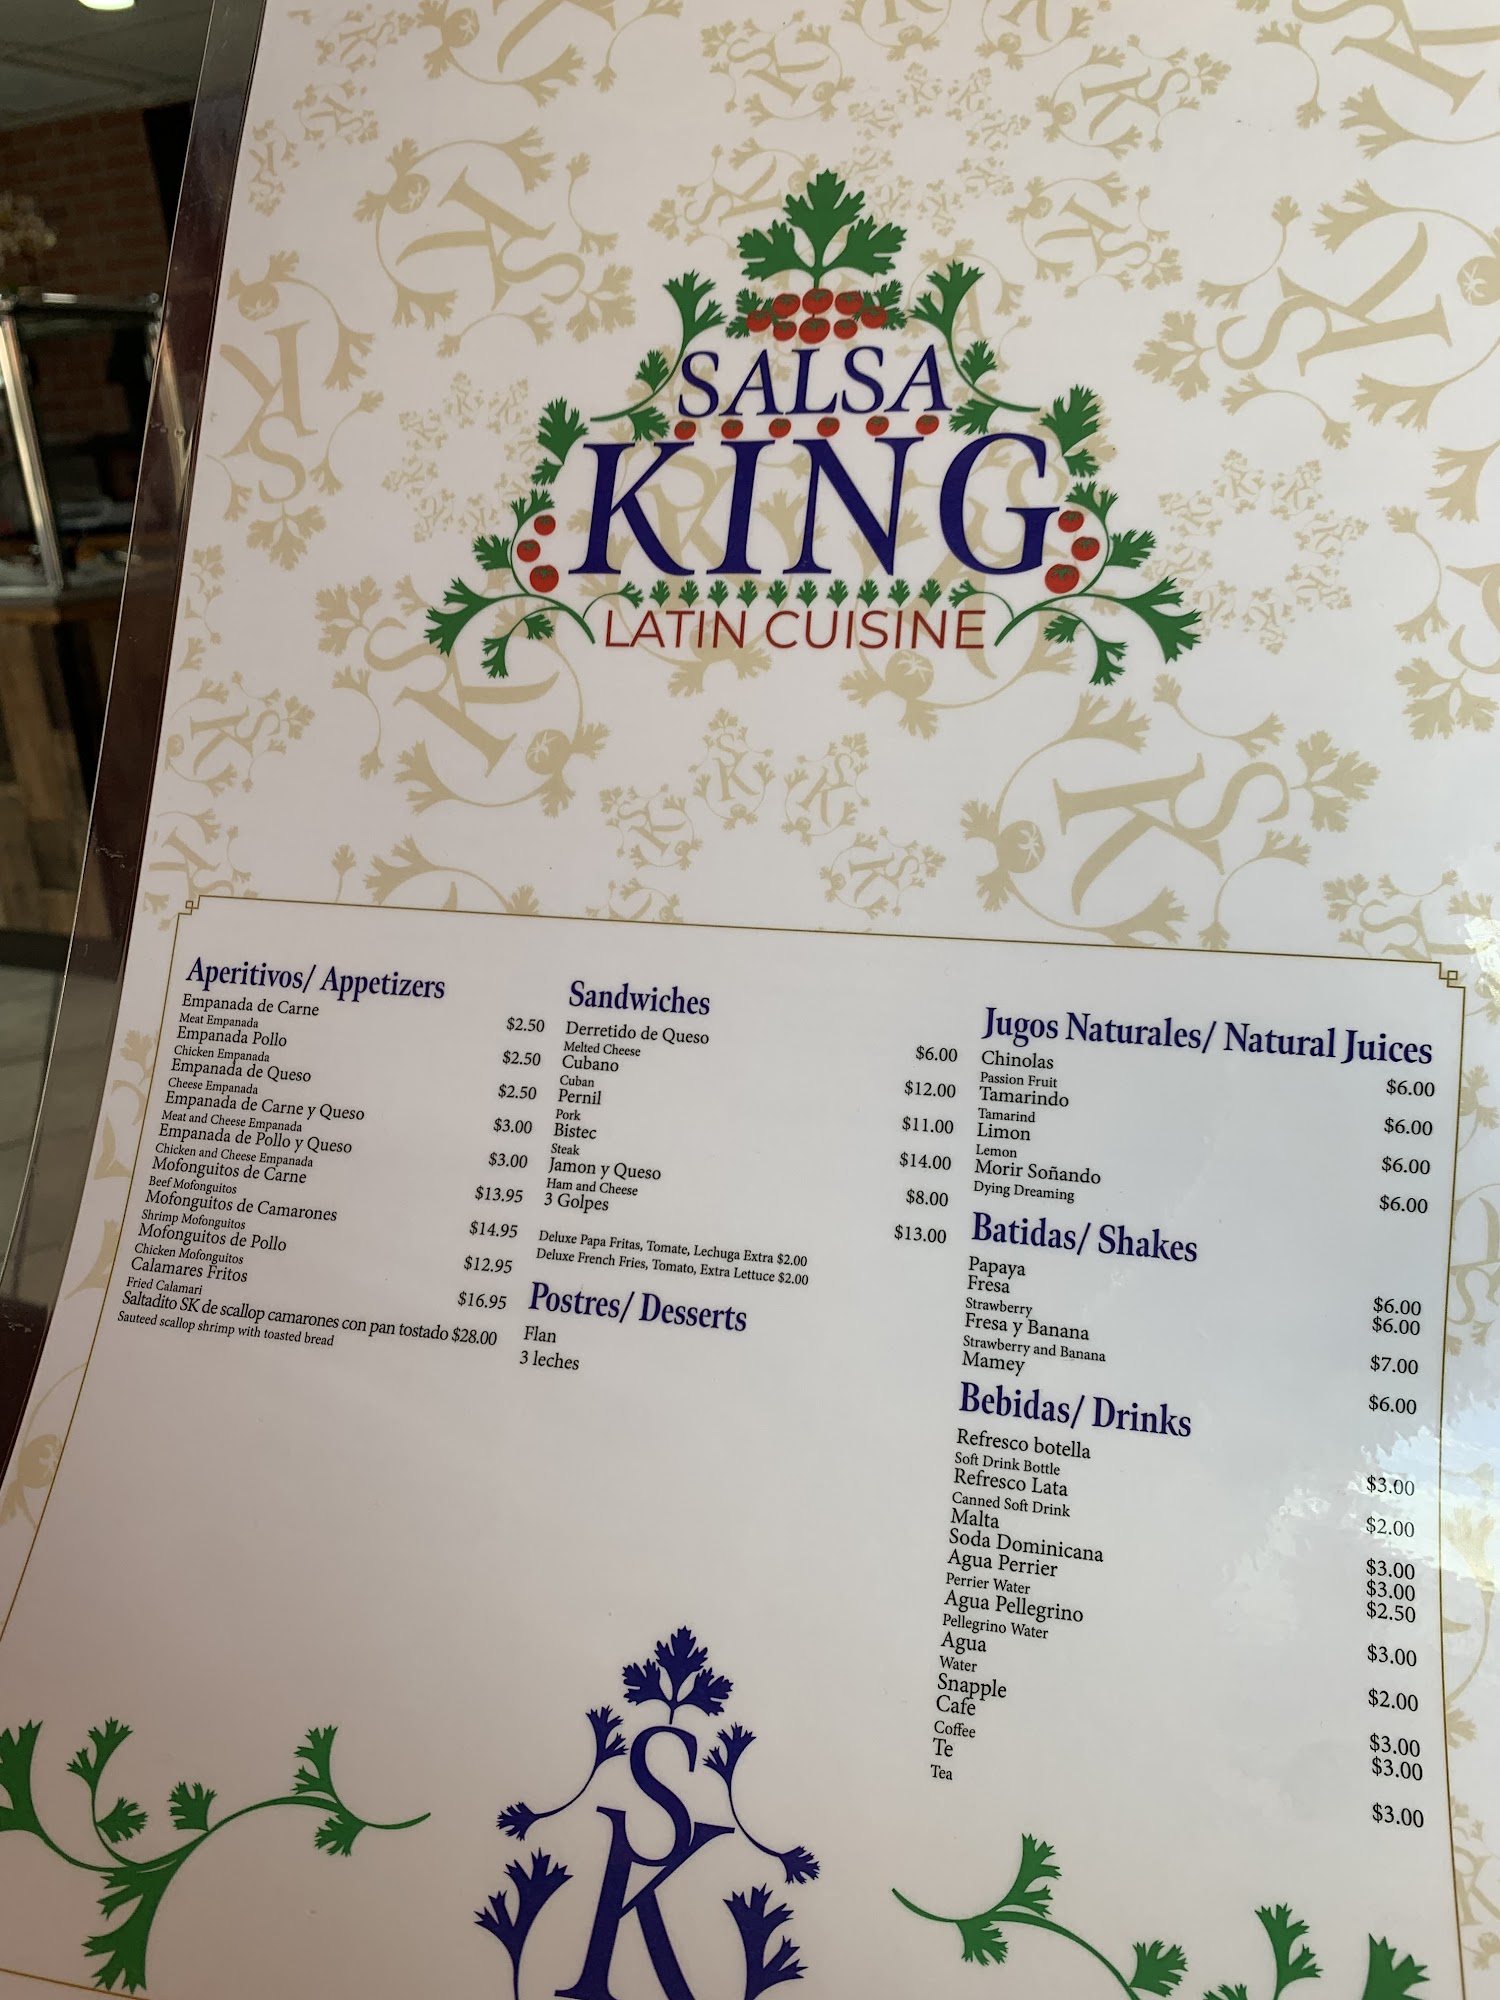 SALSA
KING
LATIN CUISINE
Aperitivos/ Appetizers
Empanada de Carne
Meat Empanada $2.50
Empanada Pollo
Chicken Empanada $2.50
Empanada de Queso
Cheese Empanada $2.50
Empanada de Carne y Queso
Meat and Cheese Empanada $3.00
Empanada de Pollo y Queso
Chicken and Cheese Empanada $3.00
Mofonguitos de Carne
Beef Mofonguitos $13.95
Mofonguitos de Camarones
Shrimp Mofonguitos $14.95
Mofonguitos de Pollo
Chicken Mofonguitos $12.95
Calamares Fritos
Fried Calamari $16.95
Saltadito SK de scallop camarones con pan tostado $28.00
Sauteed scallop shrimp with toasted bread
Sandwiches
Derretido de Queso
Melted Cheese $6.00
Cubano
Cuban $12.00
Pernil
Pork $11.00
Bistec
Steak $14.00
Jamon y Queso
Ham and Cheese $8.00
3 Golpes $13.00
Deluxe Papa Fritas, Tomate, Lechuga Extra $2.00
Deluxe French Fries, Tomato, Extra Lettuce $2.00
Postres/ Desserts
Flan
3 leches
Jugos Naturales/ Natural Juices
Chinolas $6.00
Passion Fruit
Tamarindo $6.00
Tamarind
Limon $6.00
Lemon
Morir Soñando $6.00
Dying Dreaming
Batidas/ Shakes
Papaya $6.00
Fresa $6.00
Strawberry
Fresa y Banana $7.00
Strawberry and Banana
Mamey $6.00
Bebidas/ Drinks
Refresco botella $3.00
Soft Drink Bottle
Refresco Lata $2.00
Canned Soft Drink
Malta $3.00
Soda Dominicana $3.00
Agua Perrier $2.50
Perrier Water
Agua Pellegrino $3.00
Pellegrino Water
Agua $2.00
Water
Snapple $3.00
Cafe $3.00
Coffee
Te $3.00
Tea
SK